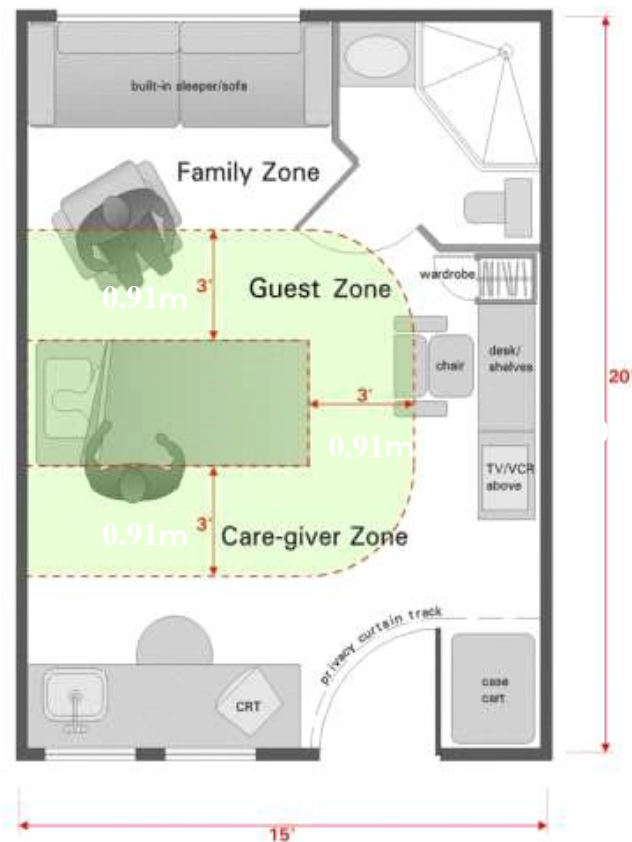 built-in sleeper/sofa
Family Zone
wardrobe
3'
0.91m
Guest Zone
desk/
shelves
chair
20'
3'
0.91m
TV/VCR
above
3'
0.91m
Care-giver Zone
privacy curtain track
case
cart
CRT
15'